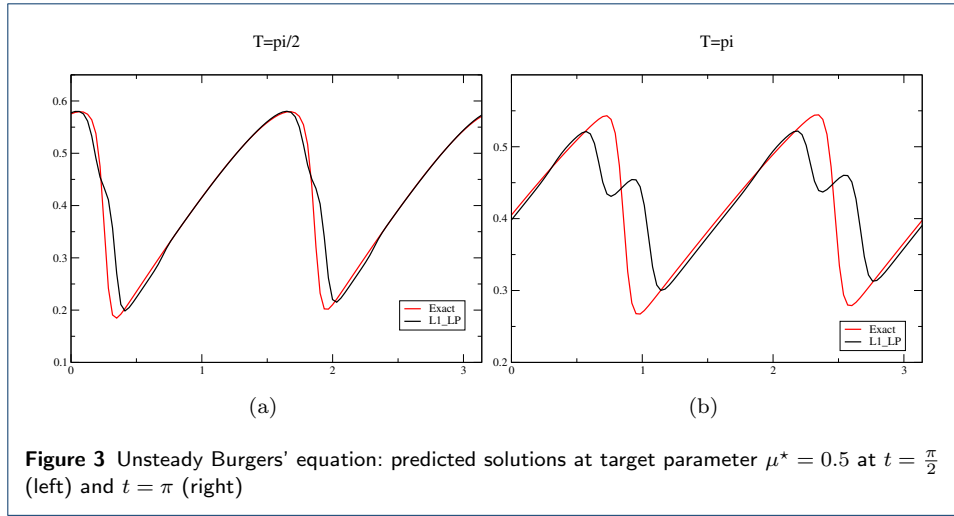 T=pi/2
0.6
0.5
0.4
0.3
0.2
0.1
0
1
2
3
Exact
L1_LP
(a)
T=pi
0.5
0.4
0.3
0.2
0
1
2
3
Exact
L1_LP
(b)
Figure 3 Unsteady Burgers' equation: predicted solutions at target parameter μ⋆ = 0.5 at t = π/2
(left) and t = π (right)